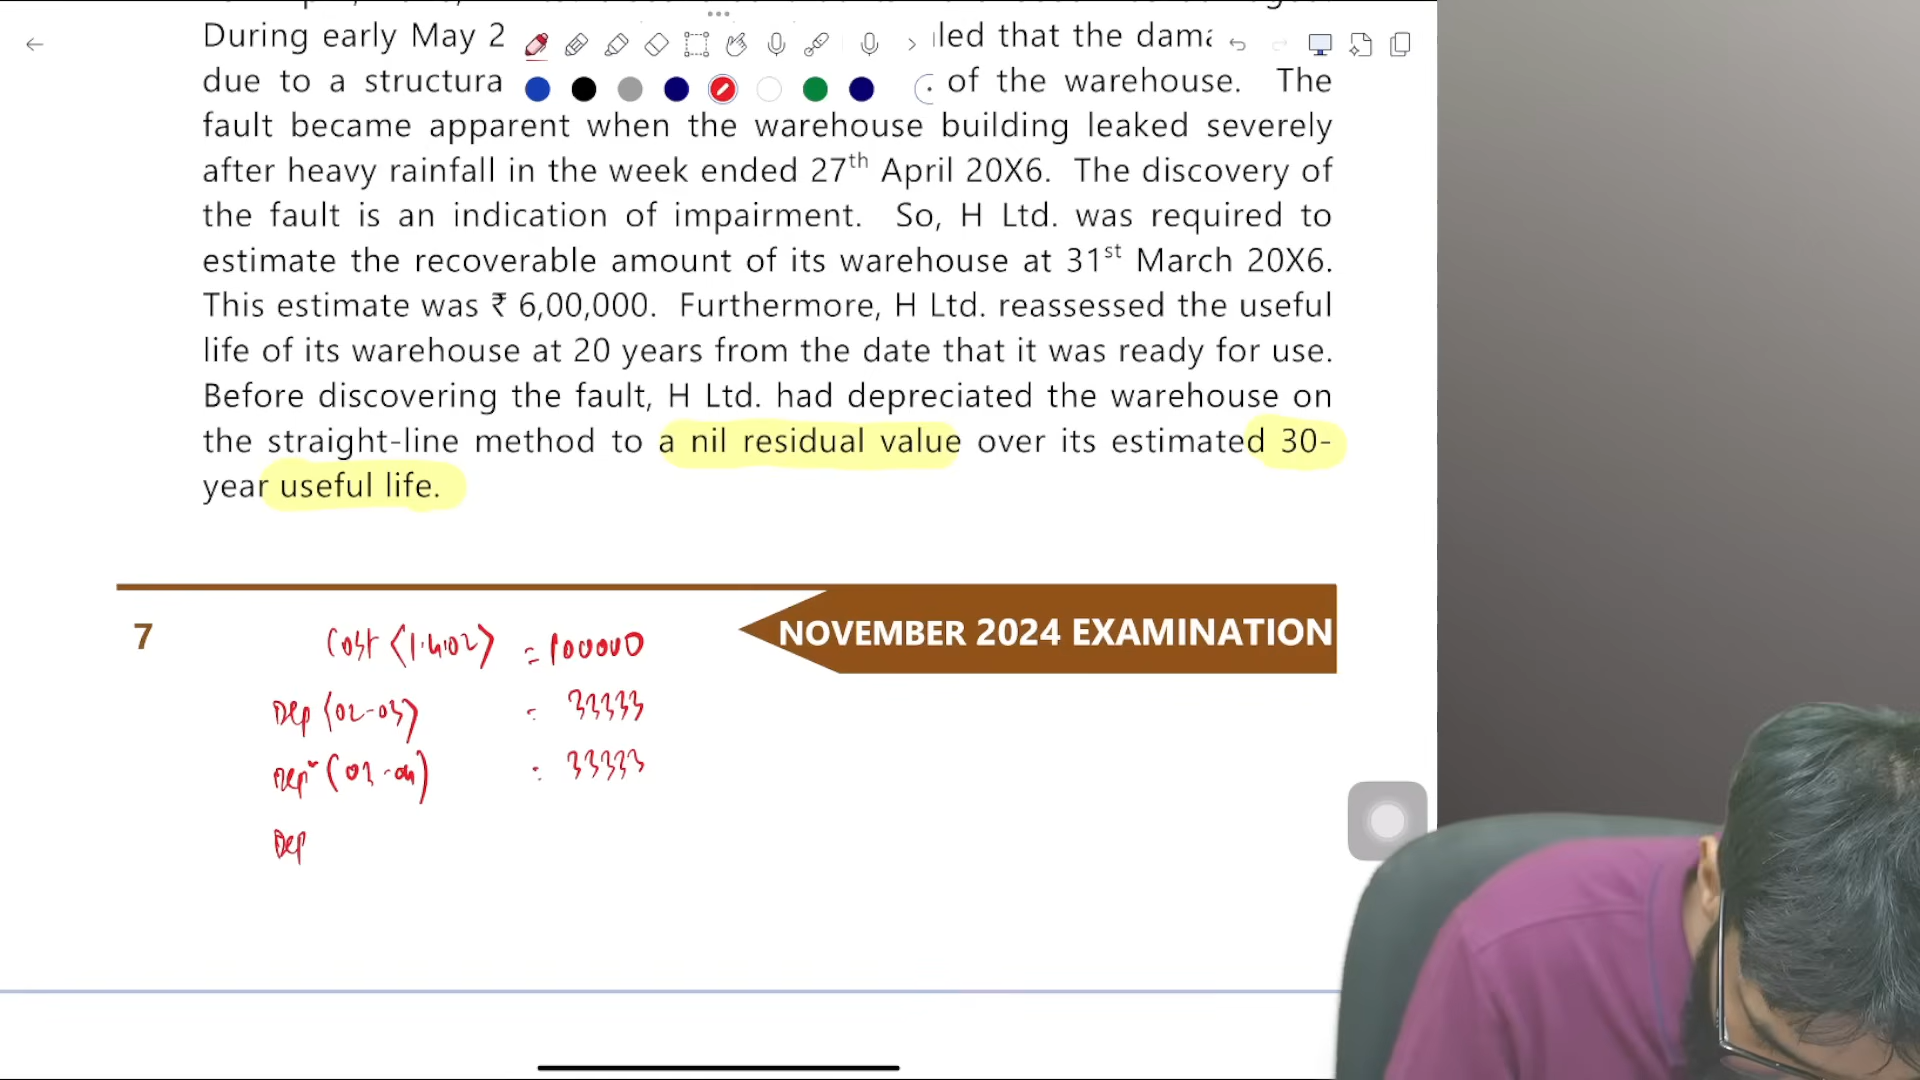 During early May 2 led that the dama
due to a structura of the warehouse. The
fault became apparent when the warehouse building leaked severely
after heavy rainfall in the week ended 27th April 20X6. The discovery of
the fault is an indication of impairment. So, H Ltd. was required to
estimate the recoverable amount of its warehouse at 31st March 20X6.
This estimate was ₹ 6,00,000. Furthermore, H Ltd. reassessed the useful
life of its warehouse at 20 years from the date that it was ready for use.
Before discovering the fault, H Ltd. had depreciated the warehouse on
the straight-line method to a nil residual value over its estimated 30-
year useful life.
7
NOVEMBER 2024 EXAMINATION
Cost (1.4.02) = 100000
Dep (02-03) = 33333
Dep (03-04) = 33333
Dep